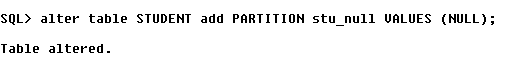 SQL> alter table STUDENT add PARTITION stu_null VALUES (NULL);
Table altered.